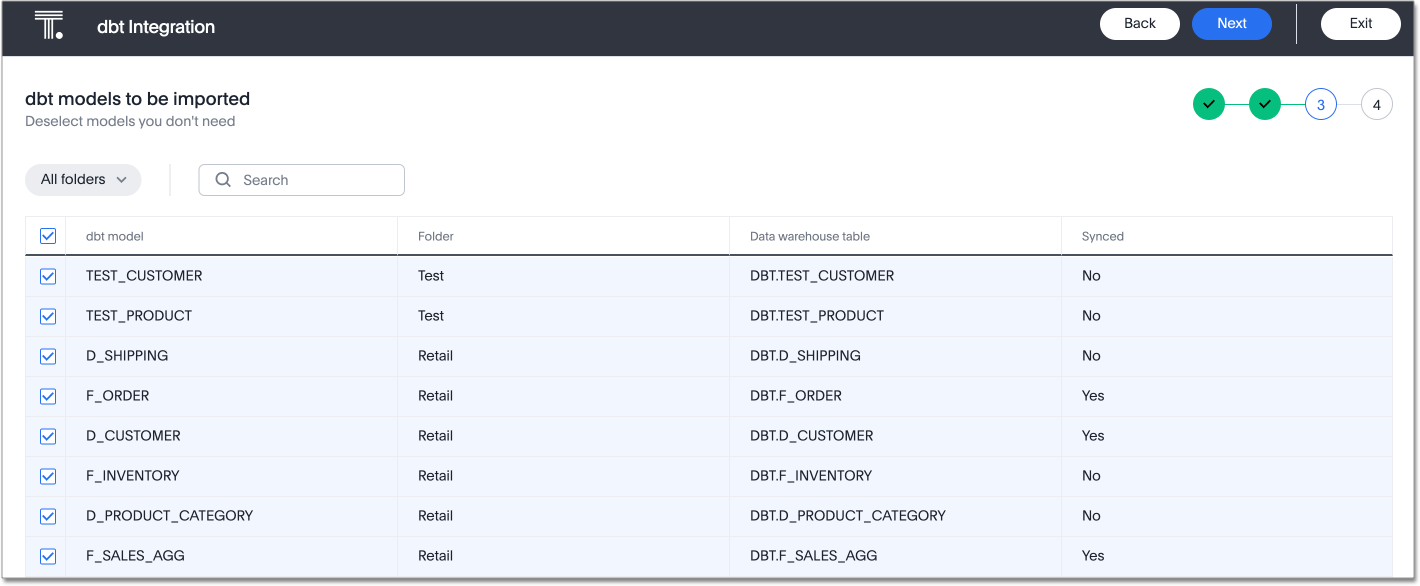 T. dbt Integration Back Next Exit
dbt models to be imported
Deselect models you don't need
3 4
All folders Search
dbt model Folder Data warehouse table Synced
TEST_CUSTOMER Test DBT.TEST_CUSTOMER No
TEST_PRODUCT Test DBT.TEST_PRODUCT No
D_SHIPPING Retail DBT.D_SHIPPING No
F_ORDER Retail DBT.F_ORDER Yes
D_CUSTOMER Retail DBT.D_CUSTOMER Yes
F_INVENTORY Retail DBT.F_INVENTORY No
D_PRODUCT_CATEGORY Retail DBT.D_PRODUCT_CATEGORY No
F_SALES_AGG Retail DBT.F_SALES_AGG Yes